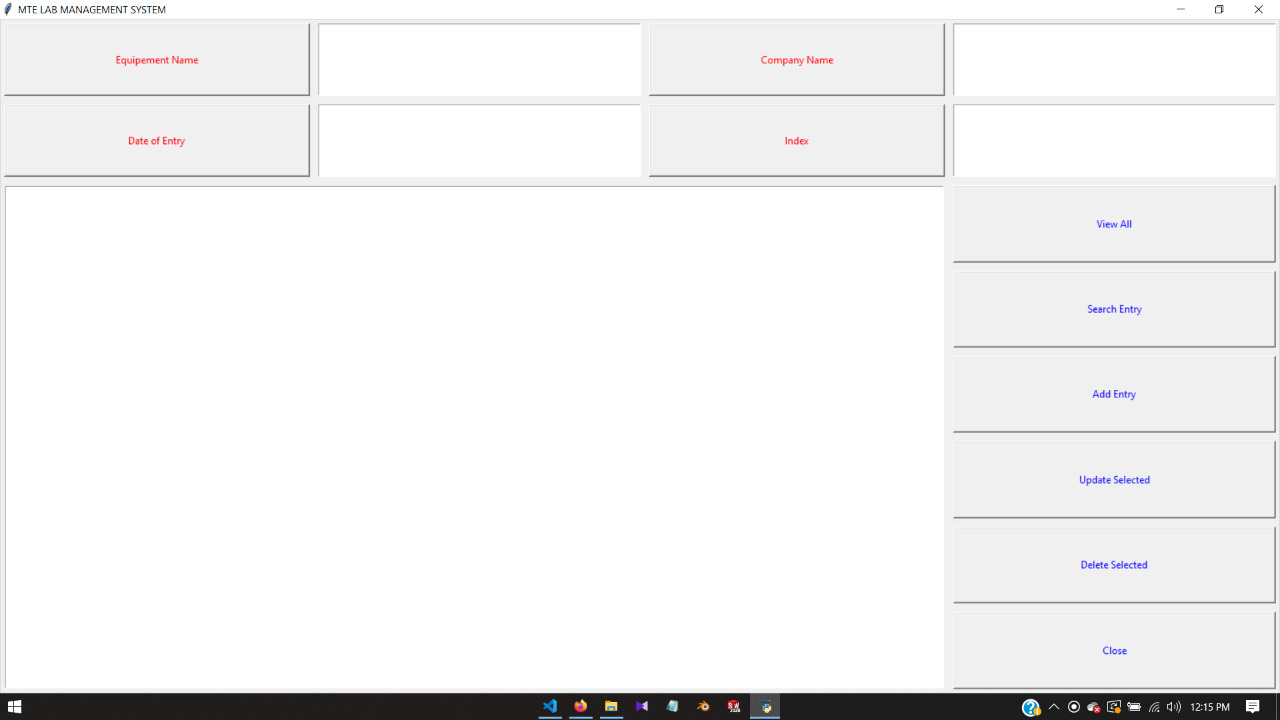 MTE LAB MANAGEMENT SYSTEM
Equipement Name
Company Name
Date of Entry
Index
View All
Search Entry
Add Entry
Update Selected
Delete Selected
Close
12:15 PM